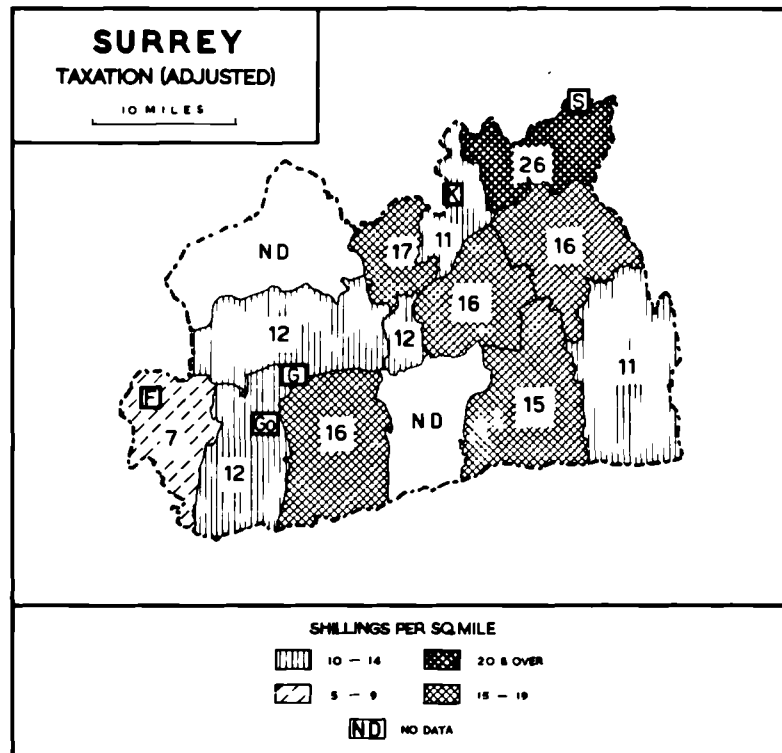 SURREY
TAXATION (ADJUSTED)
10 MILES
S
26
K
ND
17
11
16
16
12
12
11
G
F
Go
7
12
16
ND
15
SHILLINGS PER SQ.MILE
10 — 14
20 & OVER
5 — 9
15 — 19
ND NO DATA